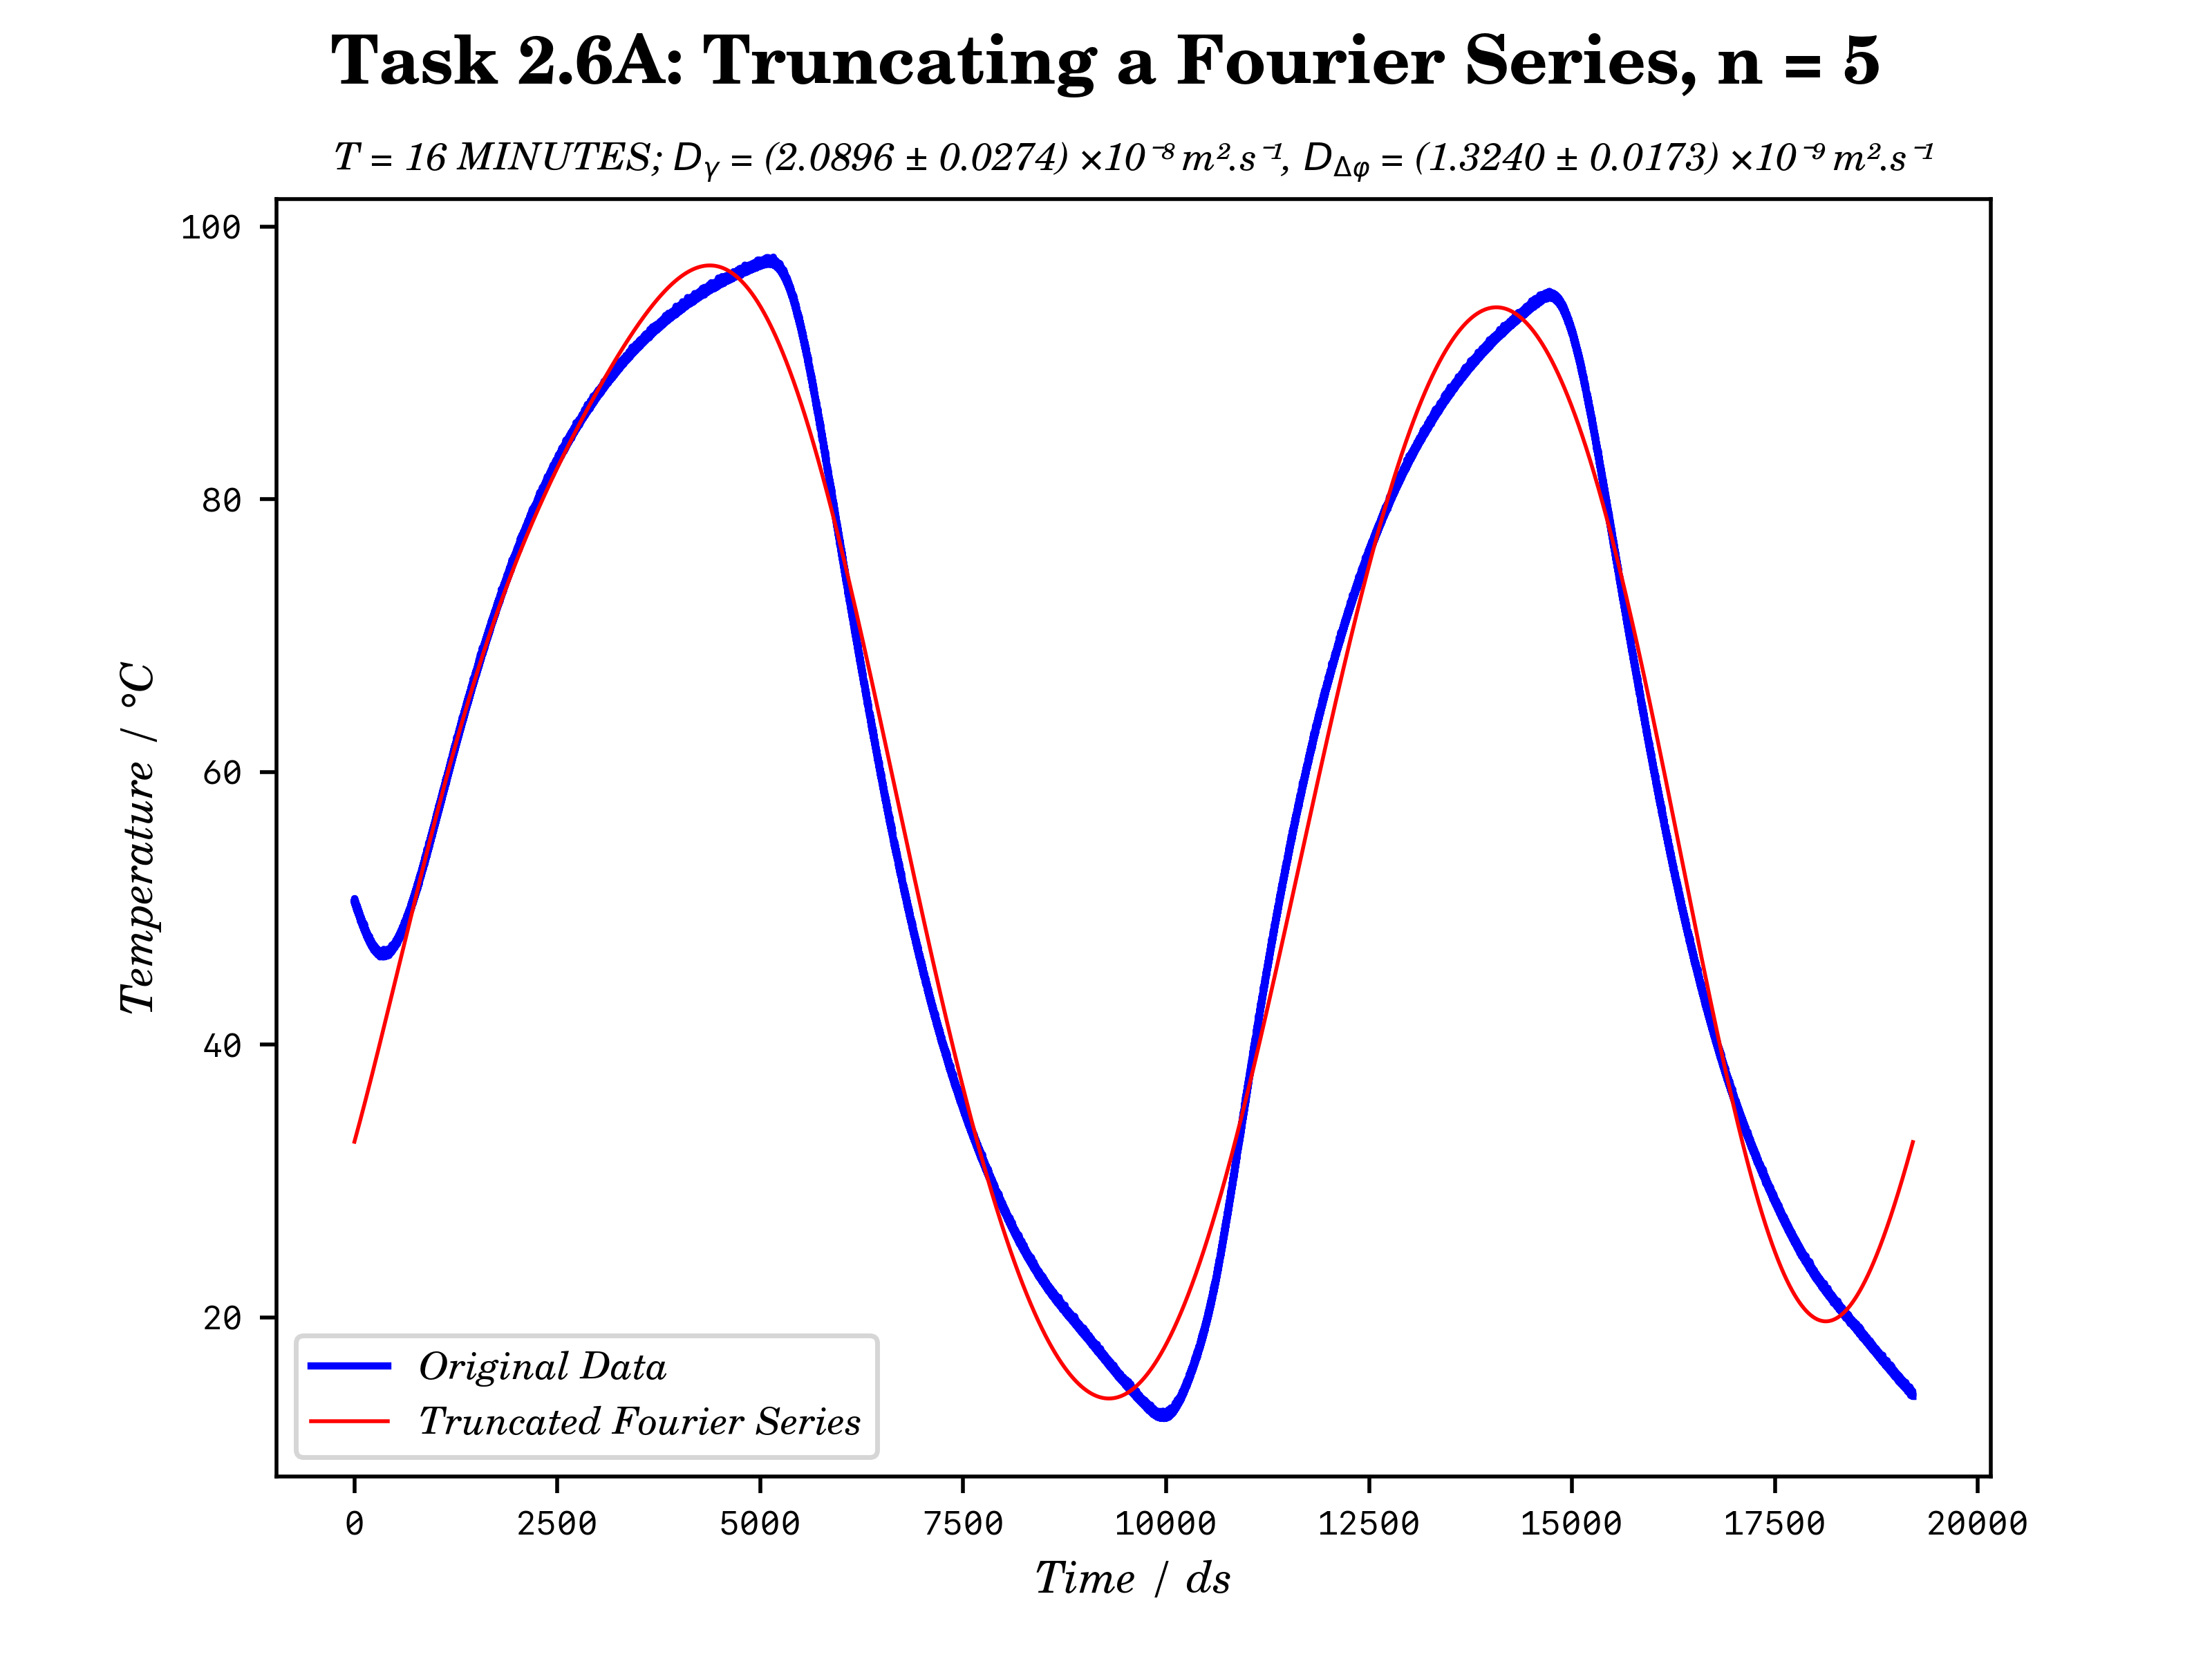 Task 2.6A: Truncating a Fourier Series, n = 5
T = 16 MINUTES; Dᵧ = (2.0896 ± 0.0274) ×10⁻⁸ m².s⁻¹, D_Δφ = (1.3240 ± 0.0173) ×10⁻⁹ m².s⁻¹
100
80
60
40
20
Temperature / °C
Original Data
Truncated Fourier Series
0 2500 5000 7500 10000 12500 15000 17500 20000
Time / ds